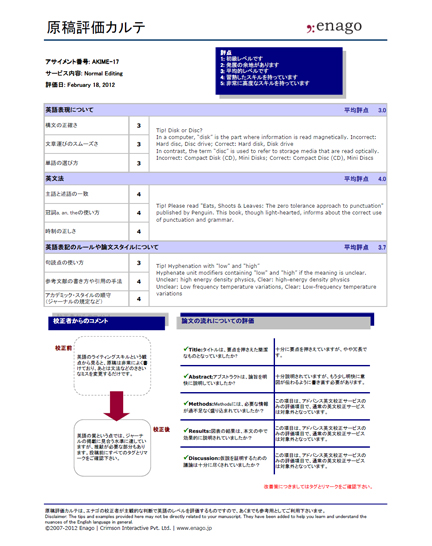 原稿評価カルテ
enago
アサイメント番号: AKIME-17
サービス内容: Normal Editing
評価日: February 18, 2012
評点
1: 初級レベルです
2: 発展の余地があります
3: 平均的レベルです
4: 習熟したスキルを持っています
5: 非常に高度なスキルを持っています
英語表現について 平均評点 3.0
構文の正確さ 3
文章運びのスムーズさ 3
単語の選び方 3
Tip! Disk or Disc?
In a computer, "disk" is the part where information is read magnetically. Incorrect:
Hard disc, Disc drive; Correct: Hard disk, Disk drive
In contrast, the term "disc" is used to refer to storage media that are read optically.
Incorrect: Compact Disk (CD), Mini Disks; Correct: Compact Disc (CD), Mini Discs
英文法 平均評点 4.0
主語と述語の一致 4
冠詞a, an, theの使い方 4
時制の正しさ 4
Tip! Please read "Eats, Shoots & Leaves: The zero tolerance approach to punctuation"
published by Penguin. This book, though light-hearted, informs about the correct use
of punctuation and grammar.
英語表記のルールや論文スタイルについて 平均評点 3.7
句読点の使い方 3
参考文献の書き方や引用の手法 4
アカデミック・スタイルの順守
(ジャーナルの規定など) 4
Tip! Hyphenation with "low" and "high"
Hyphenate unit modifiers containing "low" and "high" if the meaning is unclear.
Unclear: high energy density physics, Clear: high-energy density physics
Unclear: Low frequency temperature variations, Clear: Low-frequency temperature
variations
校正者からのコメント
校正前
英語のライティングスキルという観
点から見ると、原稿は非常によく書
けており、あとは文法などの小さい
なミスを変更するだけです。
校正後
英語の質という点では、ジャーナ
ルの掲載に見合う水準に達してい
ますが、推敲が必要な部分もあり
ます。投稿前にすべてのタグとリマ
ークをご確認下さい。
論文の流れについての評価
Title:タイトルは、要点を押さえた簡潔
なものとなっていましたか?
十分に要点を押さえていますが、やや冗長で
す。
Abstract:アブストラクトは、論旨を明
快に説明していましたか?
十分説明されていますが、もう少し明快に意
図が伝わるように書き直す必要があります。
Methods:Methodsには、必要な情報
が過不足なく盛り込まれていましたか?
この項目は、アドバンス英文校正サービスの
みの評価項目で、通常の英文校正サービス
は対象外となっています。
Results:図表の結果は、本文の中で
効果的に説明されていましたか?
この項目は、アドバンス英文校正サービスの
みの評価項目で、通常の英文校正サービス
は対象外となっています。
Discussion:仮説を証明するための
議論は十分に尽くされていましたか?
この項目は、アドバンス英文校正サービスの
みの評価項目で、通常の英文校正サービス
は対象外となっています。
改善案につきましてはタグとリマークをご確認下さい。
原稿評価カルテは、エナゴの校正者が主観的な判断で英語のレベルを評価するものですので、あくまでも参考用としてご利用下さいませ。
Disclaimer: The tips and examples provided here may not be directly related to your manuscript. They have been added to help you learn and understand the
nuances of the English language in general.
©2007-2012 Enago | Crimson Interactive Pvt. Ltd. | www.enago.jp